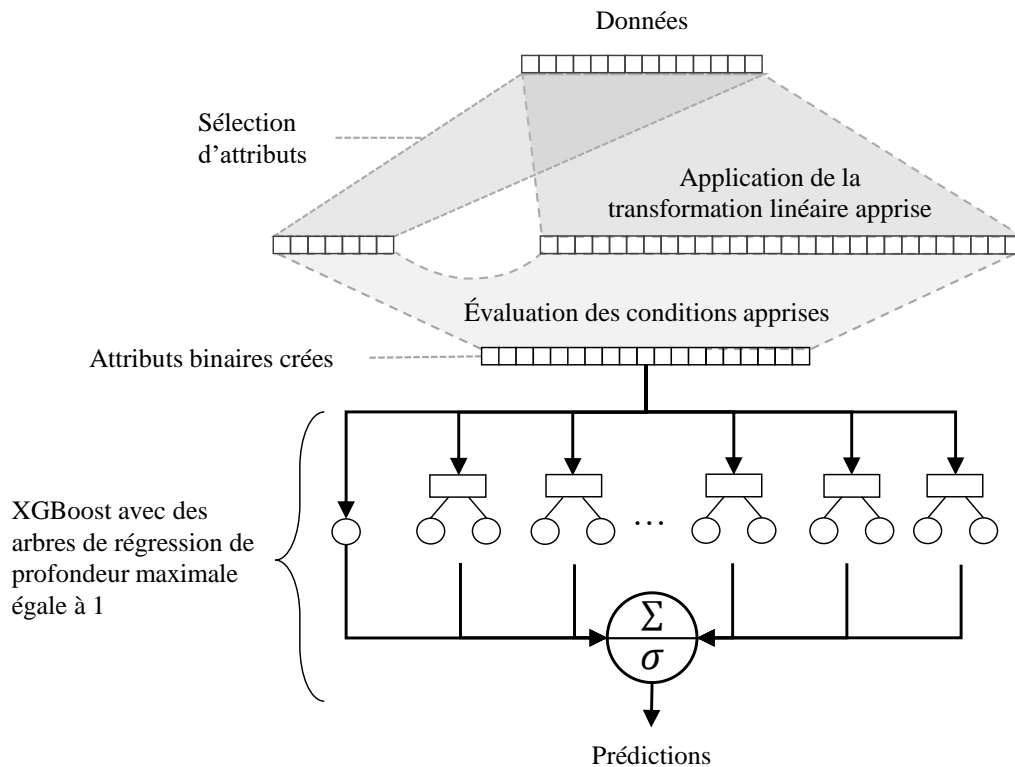 Données
Sélection
d’attributs
Application de la
transformation linéaire apprise
Évaluation des conditions apprises
Attributs binaires crées
XGBoost avec des
arbres de régression de
profondeur maximale
égale à 1
...
Σ
σ
Prédictions